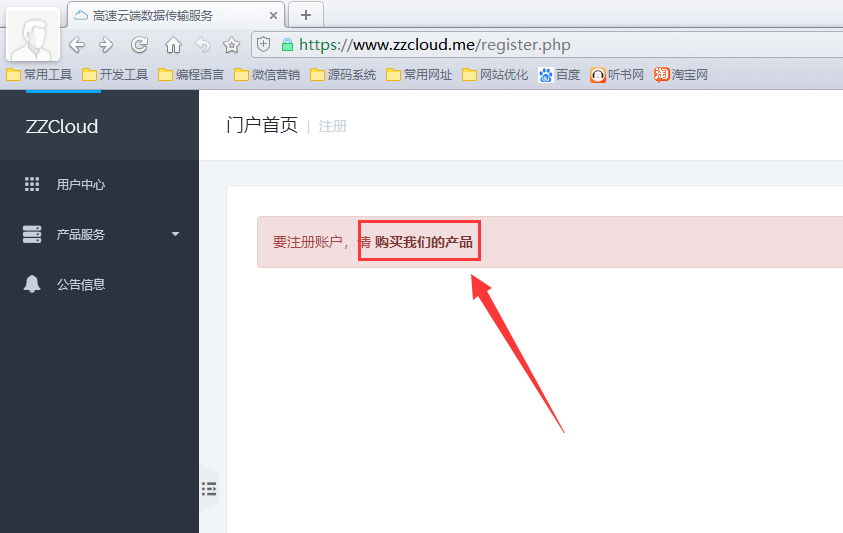 高速云端数据传输服务
https://www.zzcloud.me/register.php
常用工具 开发工具 编程语言 微信营销 源码系统 常用网址 网站优化 百度 听书网 淘 淘宝网
ZZCloud
门户首页 | 注册
用户中心
产品服务
公告信息
要注册账户，请 购买我们的产品